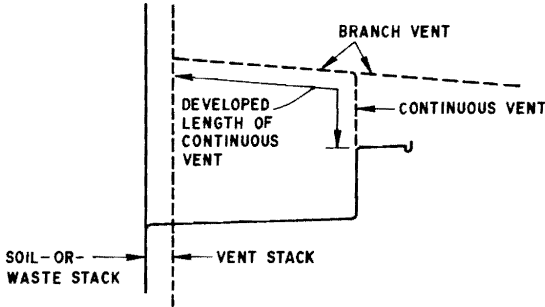 BRANCH VENT
DEVELOPED
LENGTH OF
CONTINUOUS
VENT
CONTINUOUS VENT
SOIL-OR-
WASTE STACK
VENT STACK